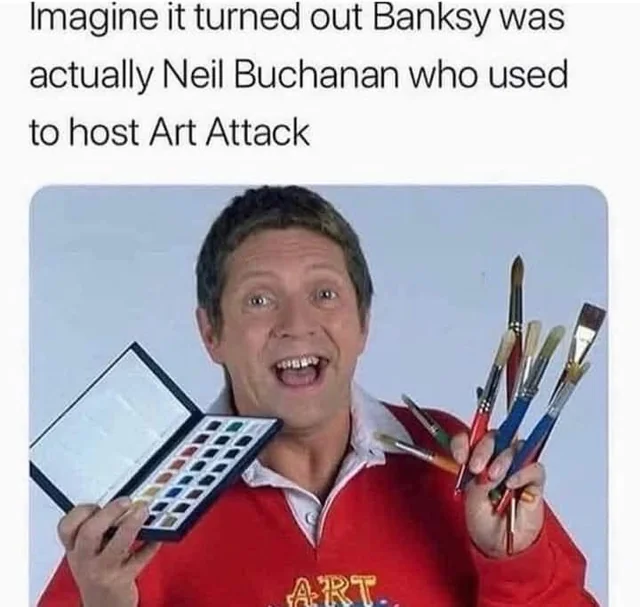 Imagine it turned out Banksy was
actually Neil Buchanan who used
to host Art Attack
ART